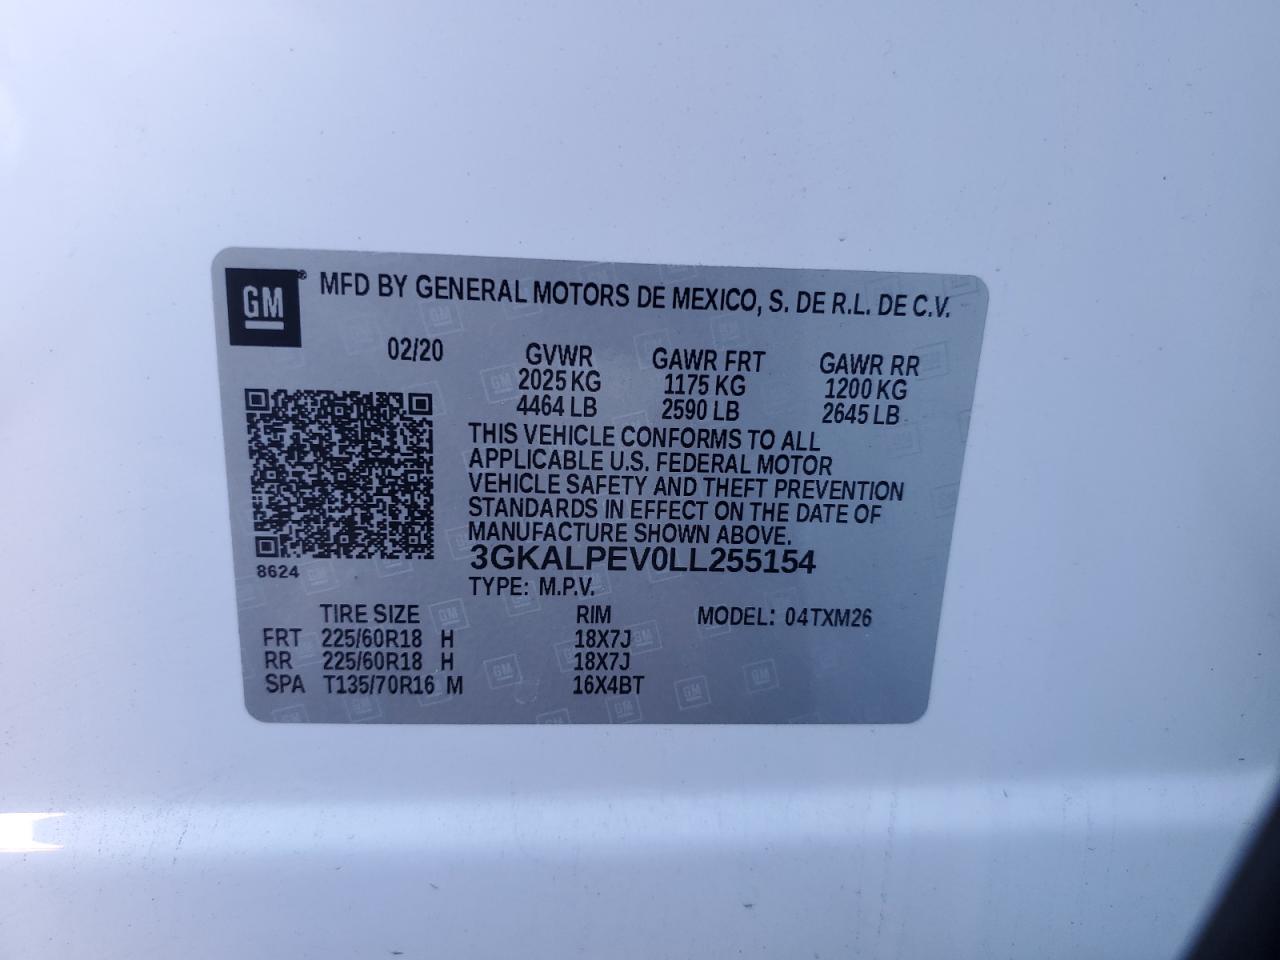 GM ® MFD BY GENERAL MOTORS DE MEXICO, S. DE R.L. DE C.V.
02/20 GVWR GAWR FRT GAWR RR
2025 KG 1175 KG 1200 KG
4464 LB 2590 LB 2645 LB
THIS VEHICLE CONFORMS TO ALL
APPLICABLE U.S. FEDERAL MOTOR
VEHICLE SAFETY AND THEFT PREVENTION
STANDARDS IN EFFECT ON THE DATE OF
MANUFACTURE SHOWN ABOVE.
8624 3GKALPEV0LL255154
TYPE: M.P.V.
TIRE SIZE RIM MODEL: 04TXM26
FRT 225/60R18 H 18X7J
RR 225/60R18 H 18X7J
SPA T135/70R16 M 16X4BT